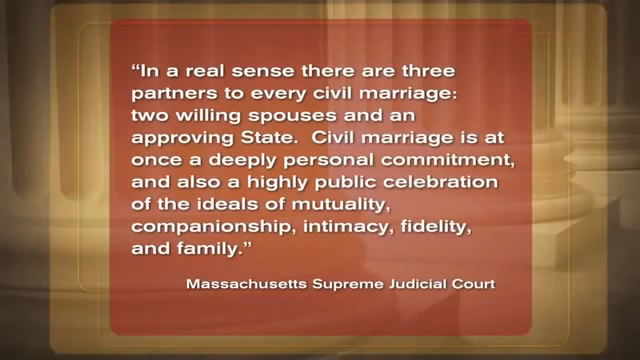 “In a real sense there are three
partners to every civil marriage:
two willing spouses and an
approving State.  Civil marriage is at
once a deeply personal commitment,
and also a highly public celebration
of the ideals of mutuality,
companionship, intimacy, fidelity,
and family.”
Massachusetts Supreme Judicial Court